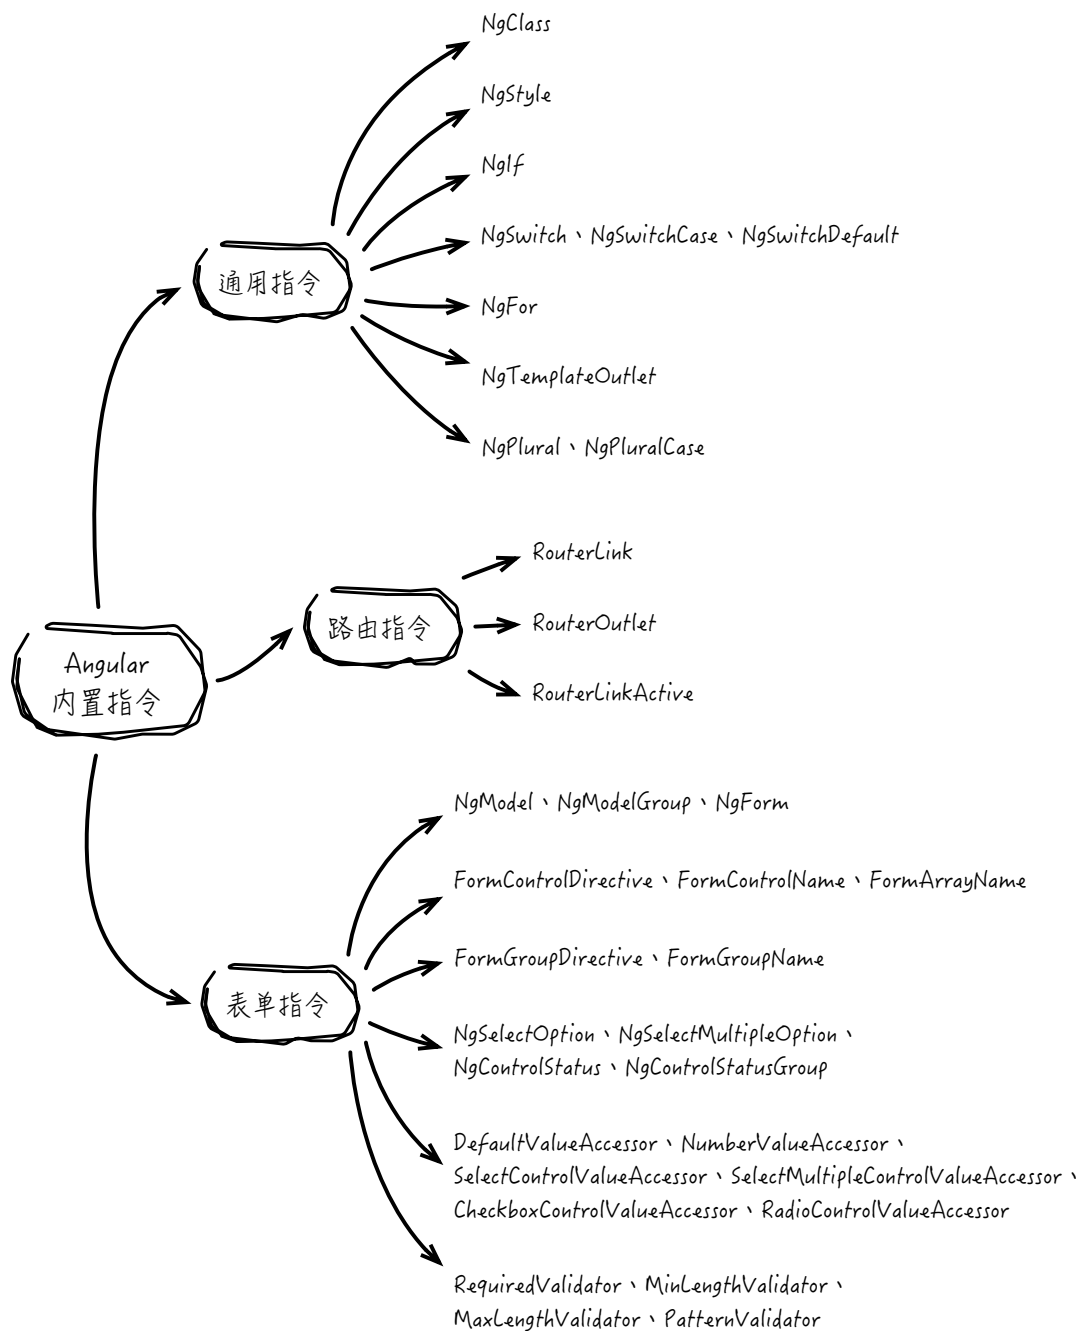 NgClass
NgStyle
NgIf
通用指令
NgSwitch、NgSwitchCase、NgSwitchDefault
NgFor
NgTemplateOutlet
NgPlural、NgPluralCase
RouterLink
路由指令
RouterOutlet
RouterLinkActive
Angular
内置指令
NgModel、NgModelGroup、NgForm
FormControlDirective、FormControlName、FormArrayName
FormGroupDirective、FormGroupName
表单指令
NgSelectOption、NgSelectMultipleOption、
NgControlStatus、NgControlStatusGroup
DefaultValueAccessor、NumberValueAccessor、
SelectControlValueAccessor、SelectMultipleControlValueAccessor、
CheckboxControlValueAccessor、RadioControlValueAccessor
RequiredValidator、MinLengthValidator、
MaxLengthValidator、PatternValidator